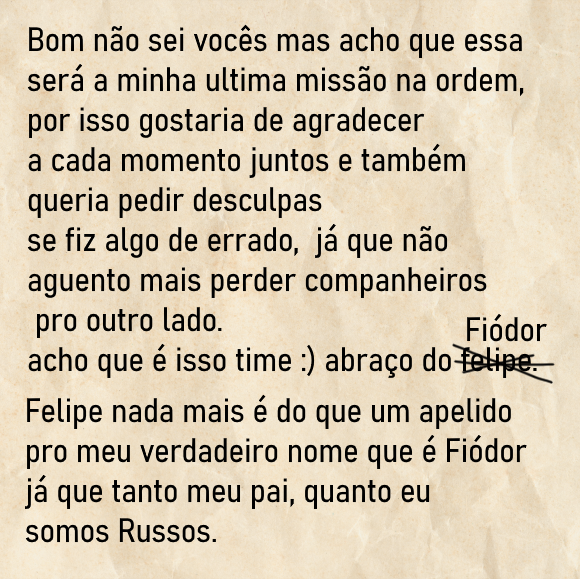 Bom não sei vocês mas acho que essa
será a minha ultima missão na ordem,
por isso gostaria de agradecer
a cada momento juntos e também
queria pedir desculpas
se fiz algo de errado, já que não
aguento mais perder companheiros
pro outro lado.
Fiódor
acho que é isso time :) abraço do felipe.
Felipe nada mais é do que um apelido
pro meu verdadeiro nome que é Fiódor
já que tanto meu pai, quanto eu
somos Russos.